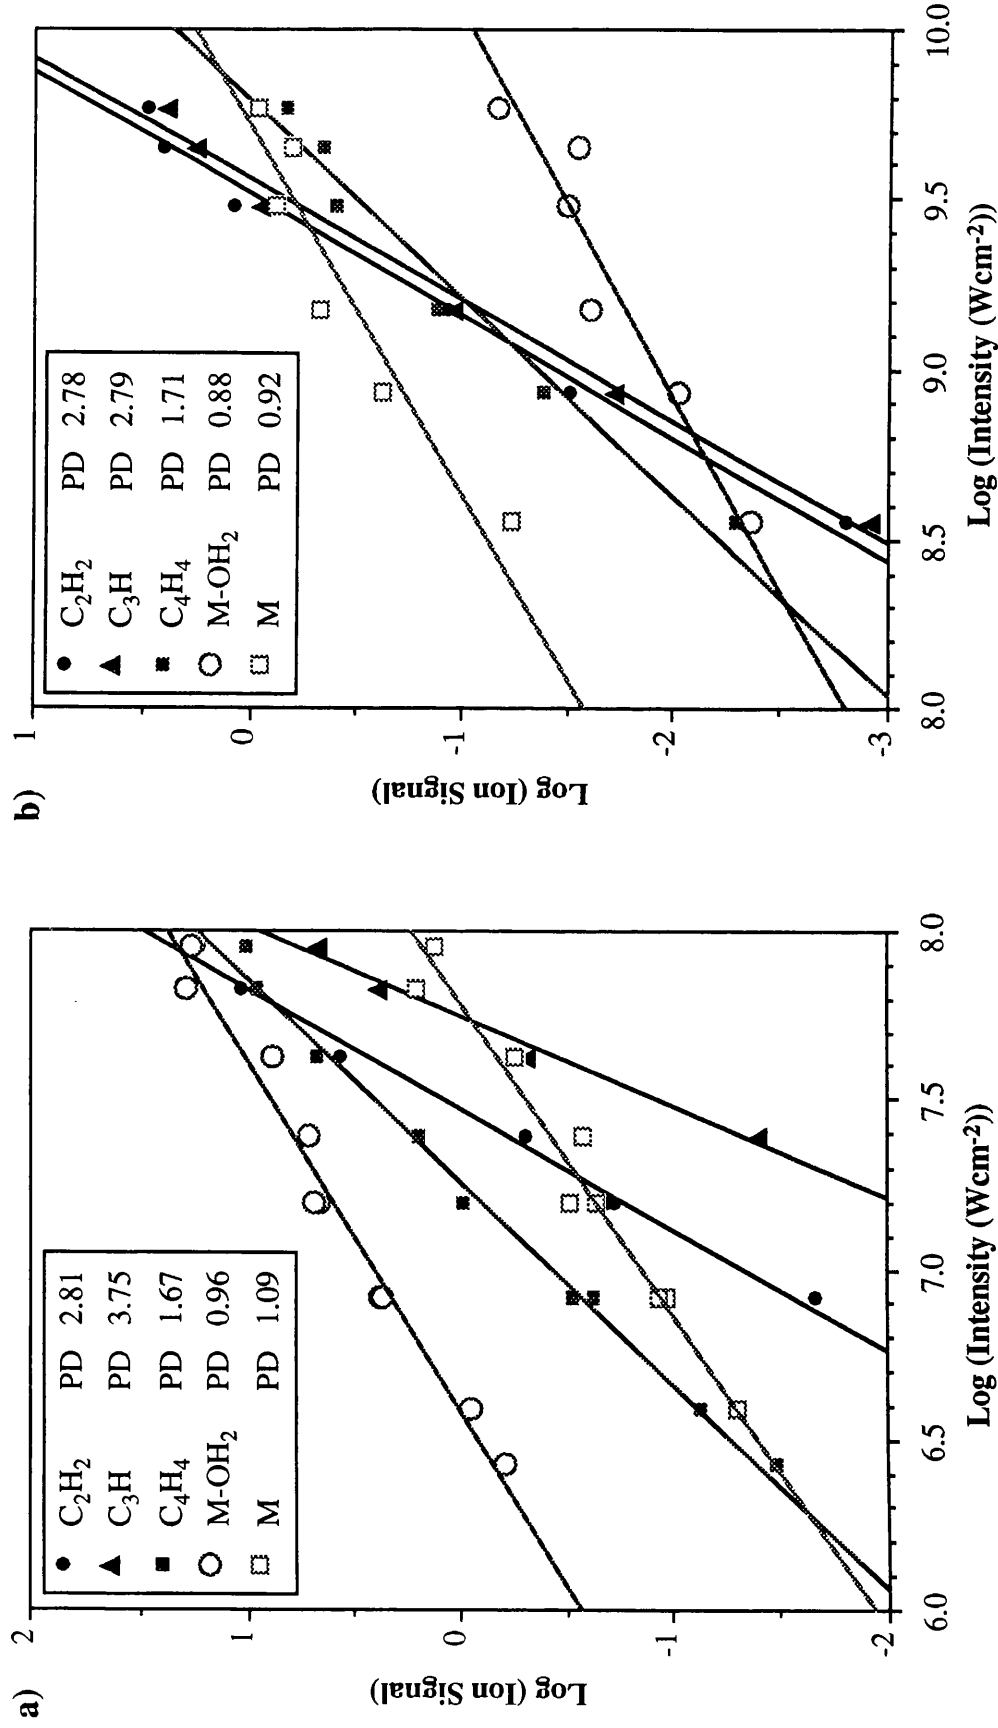 a)
Log (Ion Signal)
2
1
0
-1
-2
C2H2 PD 2.81
C3H PD 3.75
C4H4 PD 1.67
M-OH2 PD 0.96
M PD 1.09
6.0 6.5 7.0 7.5 8.0
Log (Intensity (Wcm-2))
b)
Log (Ion Signal)
1
0
-1
-2
-3
C2H2 PD 2.78
C3H PD 2.79
C4H4 PD 1.71
M-OH2 PD 0.88
M PD 0.92
8.0 8.5 9.0 9.5 10.0
Log (Intensity (Wcm-2))